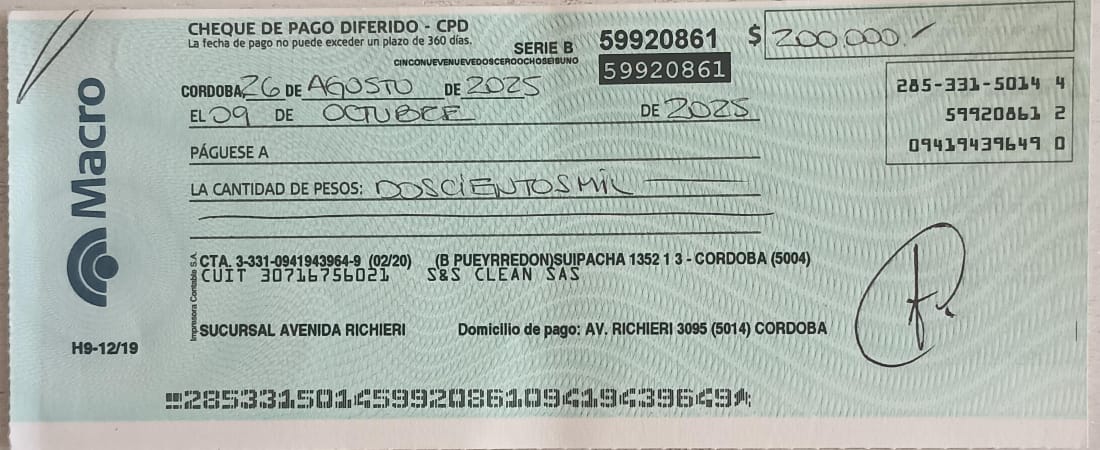 CHEQUE DE PAGO DIFERIDO - CPD
La fecha de pago no puede exceder un plazo de 360 días.
SERIE B 59920861
$ 200.000.-
CINCONUEVENUEVEDOSCEROOCHOSEISUNO
59920861
285-331-5014 4
59920861 2
09419439649 0
CORDOBA, 26 DE AGOSTO DE 2025
EL 09 DE OCTUBRE DE 2025
PÁGUESE A
LA CANTIDAD DE PESOS: DOSCIENTOS MIL
Macro
CTA. 3-331-0941943964-9 (02/20) (B PUEYRREDON)SUIPACHA 1352 1 3 - CORDOBA (5004)
CUIT 30716756021 S&S CLEAN SAS
Impresora Contable S.A.
SUCURSAL AVENIDA RICHIERI Domicilio de pago: AV. RICHIERI 3095 (5014) CORDOBA
H9-12/19
28533150145992086109419439649